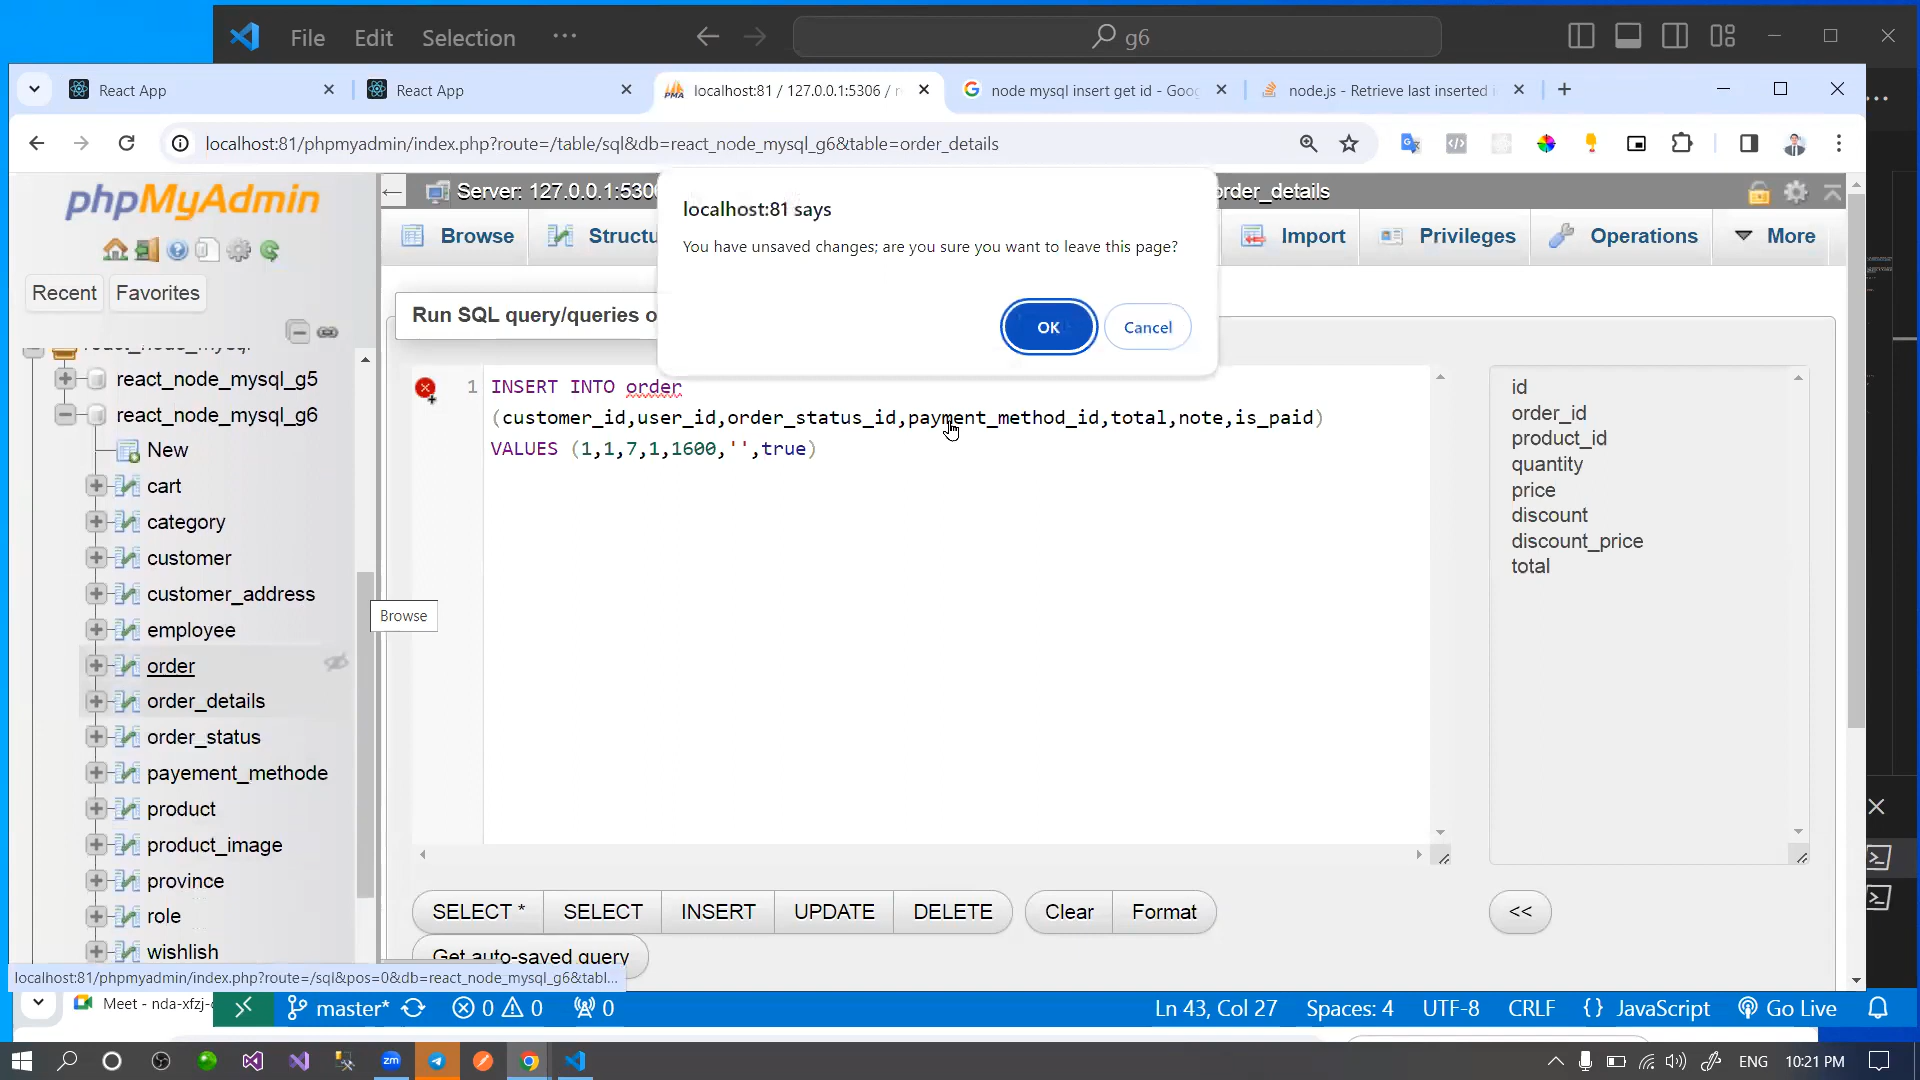 File Edit Selection ...
g6
React App
React App
localhost:81 / 127.0.0.1:5306 / r
node mysql insert get id - Goo
node.js - Retrieve last inserted i
localhost:81/phpmyadmin/index.php?route=/table/sql&db=react_node_mysql_g6&table=order_details
phpMyAdmin
Recent
Favorites
react_node_mysql_g5
react_node_mysql_g6
New
cart
category
customer
customer_address
employee
order
order_details
order_status
payement_methode
product
product_image
province
role
wishlish
Server: 127.0.0.1:5306
order_details
Browse
Structu
Import
Privileges
Operations
More
localhost:81 says
You have unsaved changes; are you sure you want to leave this page?
OK
Cancel
Run SQL query/queries o
1 INSERT INTO order
(customer_id,user_id,order_status_id,payment_method_id,total,note,is_paid)
VALUES (1,1,7,1,1600,'',true)
Browse
id
order_id
product_id
quantity
price
discount
discount_price
total
SELECT *
SELECT
INSERT
UPDATE
DELETE
Clear
Format
<<
Get auto-saved query
localhost:81/phpmyadmin/index.php?route=/sql&pos=0&db=react_node_mysql_g6&tabl...
Meet - nda-xfzj-
master*
0 0
0
Ln 43, Col 27
Spaces: 4
UTF-8
CRLF
{ } JavaScript
Go Live
zm
ENG
10:21 PM